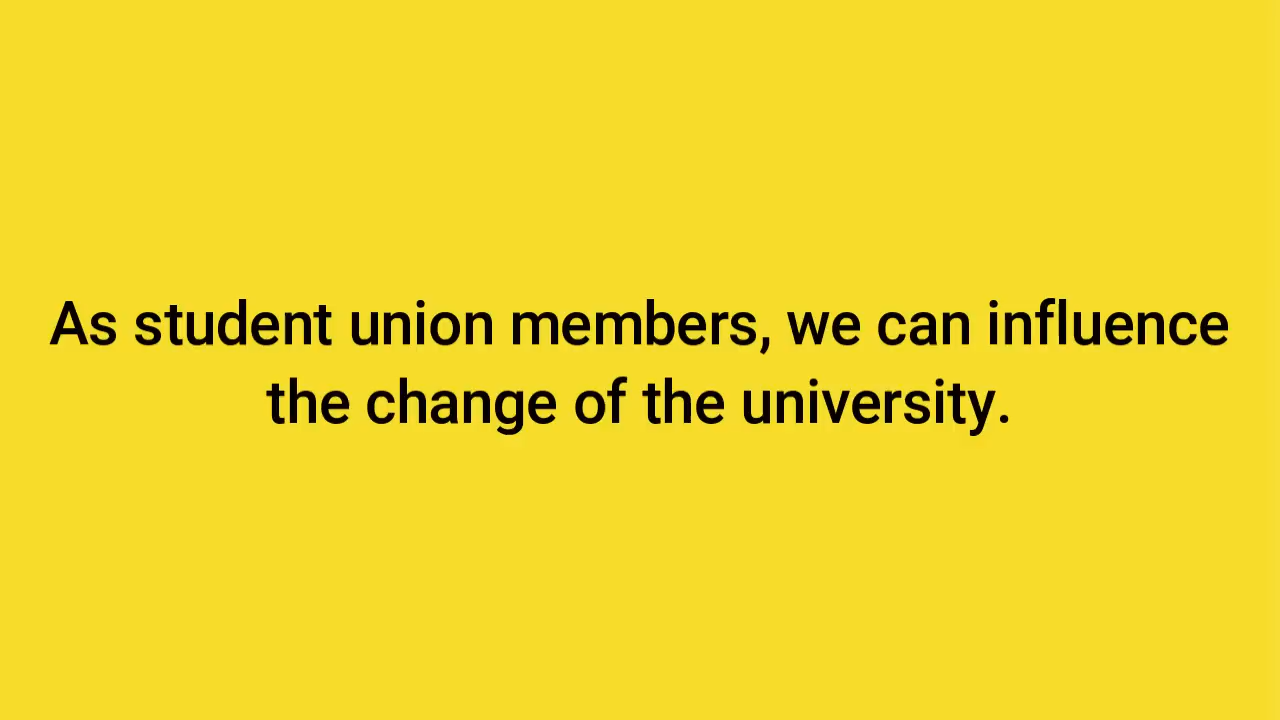 As student union members, we can influence
the change of the university.